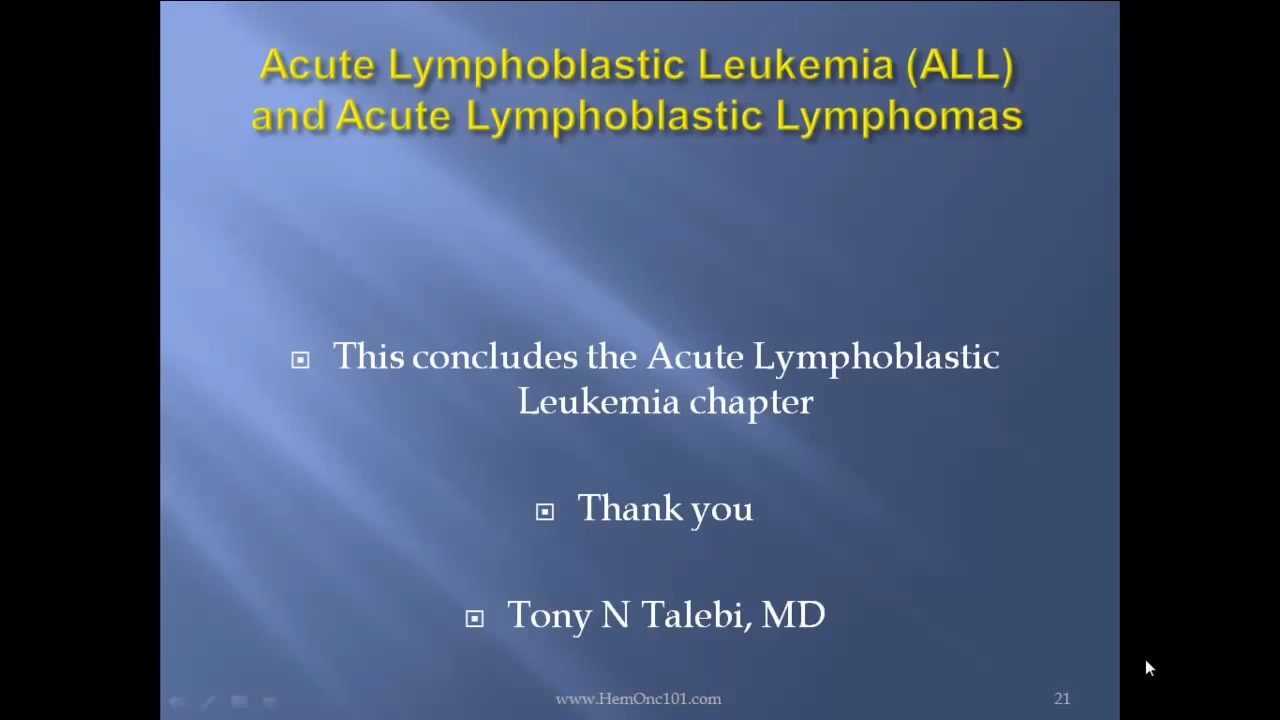 Acute Lymphoblastic Leukemia (ALL)
and Acute Lymphoblastic Lymphomas
This concludes the Acute Lymphoblastic
Leukemia chapter
Thank you
Tony N Talebi, MD
www.HemOnc101.com
21